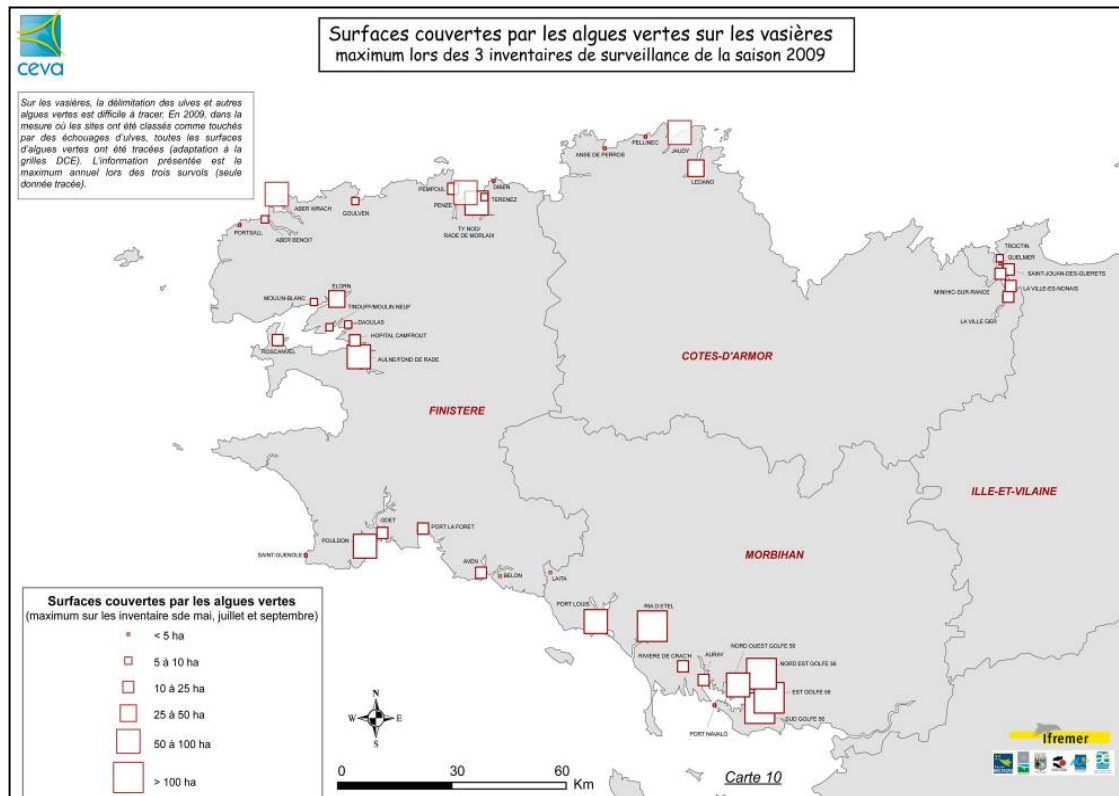 ceva
Surfaces couvertes par les algues vertes sur les vasières
maximum lors des 3 inventaires de surveillance de la saison 2009
Sur les vasières, la délimitation des ulves et autres
algues vertes est difficile à tracer. En 2009, dans la
mesure où les sites ont été classés comme touchés
par des échouages d'ulves, toutes les surfaces
d'algues vertes ont été tracées (adaptation à la
grilles DCE). L'information présentée est le
maximum annuel lors des trois survols (seule
donnée tracée).
PELLINEC
ANSE DE PERROS
JAUDY
LEDANO
PEMPOUL
DIBEN
ABER WRACH
GOULVEN
PENZE
TERENEZ
TY NOD/
RADE DE MORLAIX
PORTSALL
ABER BENOIT
TROCTIN
QUELMER
SAINT-JOUAN-DES-GUERETS
MINIHIC-SUR-RANCE
LA VILLE-ES-NONAIS
LA VILLE GER
ELORN
MOULIN-BLANC
TINDUFF/MOULIN NEUF
DAOULAS
HOPITAL CAMFROUT
ROSCANVEL
AULNE/FOND DE RADE
COTES-D'ARMOR
FINISTERE
ILLE-ET-VILAINE
MORBIHAN
ODET
PORT LA FORET
POULDON
SAINT-GUENOLE
AVEN
BELON
LAITA
PORT LOUIS
RIA D'ETEL
NORD OUEST GOLFE 56
RIVIERE DE CRAC'H
AURAY
NORD EST GOLFE 56
EST GOLFE 56
SUD GOLFE 56
PORT NAVALO
Surfaces couvertes par les algues vertes
(maximum sur les inventaire sde mai, juillet et septembre)
< 5 ha
5 à 10 ha
10 à 25 ha
25 à 50 ha
50 à 100 ha
> 100 ha
N
W E
S
0 30 60
Km
Carte 10
Ifremer